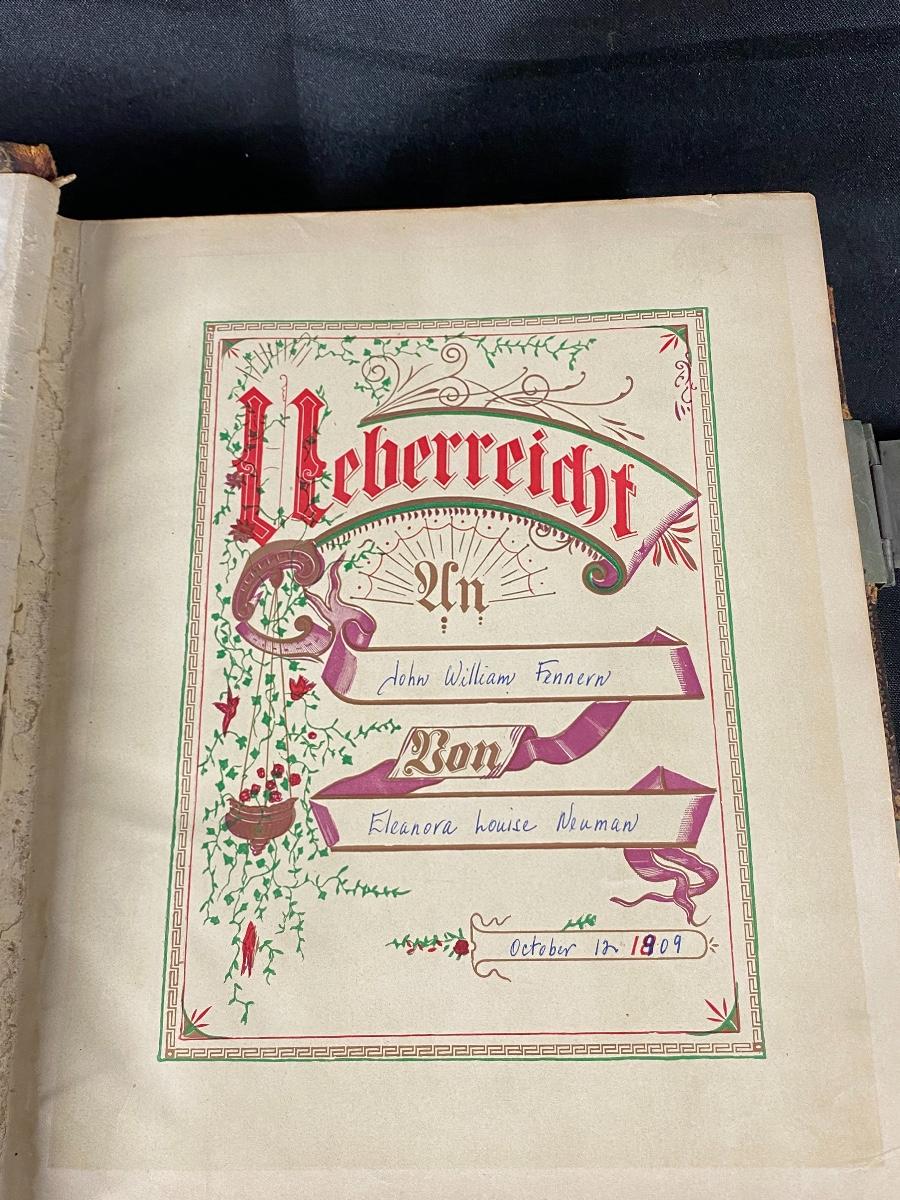 Ueberreicht
An
John William Fennern
Von
Eleanora Louise Neuman
October 12 1909